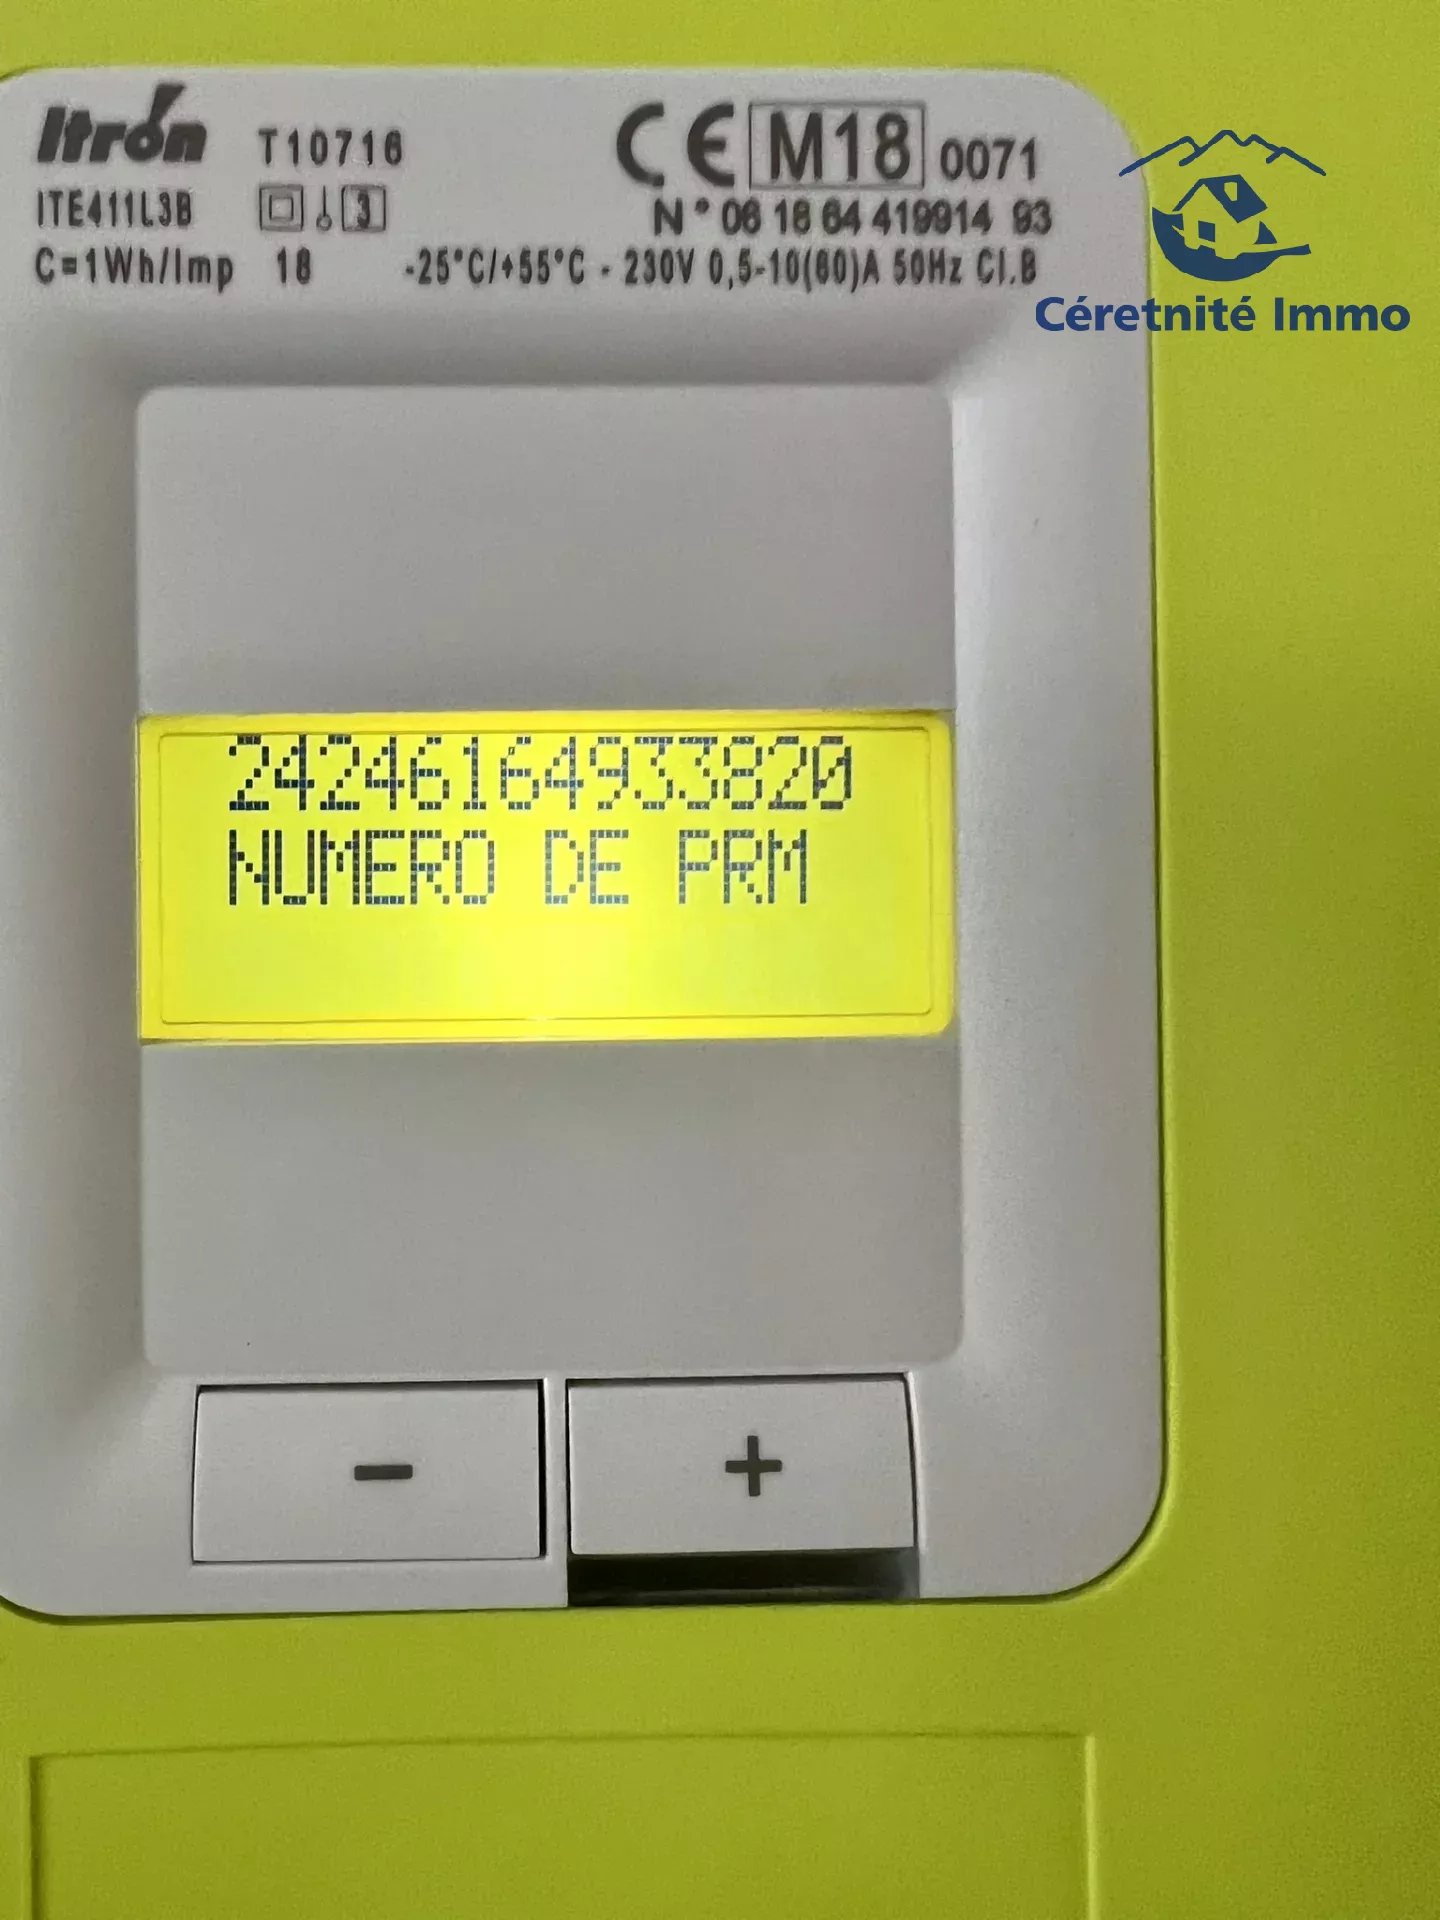 Itron T10716 CE M18 0071
ITE411L3B 3 N° 06 18 64 419914 93
C=1Wh/Imp 18 -25°C/+55°C - 230V 0,5-10(60)A 50Hz Cl.B
Céretnité Immo
24246164933820
NUMERO DE PRM
- +